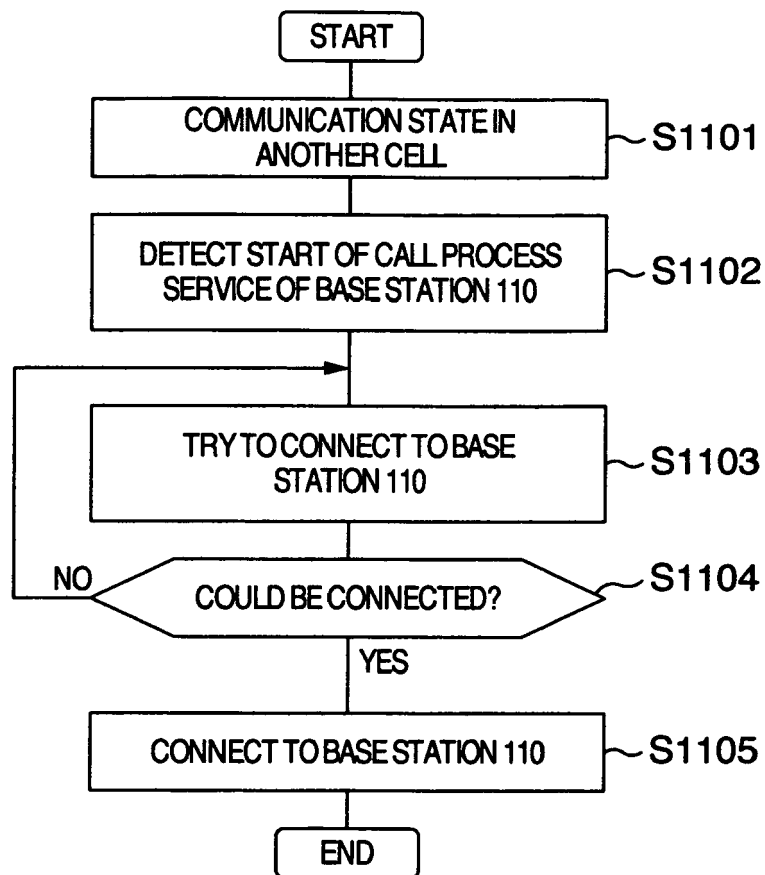 START
COMMUNICATION STATE IN
ANOTHER CELL
S1101
DETECT START OF CALL PROCESS
SERVICE OF BASE STATION 110
S1102
TRY TO CONNECT TO BASE
STATION 110
S1103
NO
COULD BE CONNECTED?
S1104
YES
CONNECT TO BASE STATION 110
S1105
END